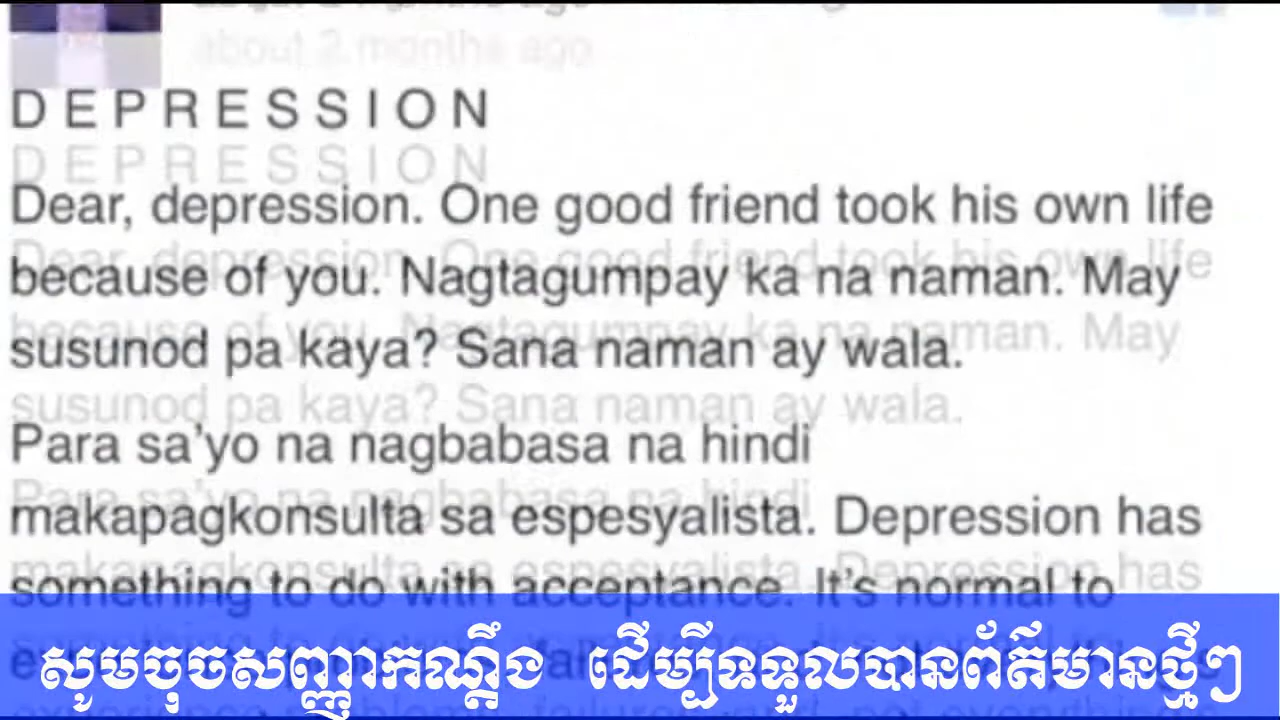 about 2 months ago
D E P R E S S I O N
Dear, depression. One good friend took his own life
because of you. Nagtagumpay ka na naman. May
susunod pa kaya? Sana naman ay wala.
Para sa'yo na nagbabasa na hindi
makapagkonsulta sa espesyalista. Depression has
something to do with acceptance. It's normal to
សូមចុចសញ្ញាកណ្ដឹង ដើម្បីទទួលបានព័ត៌មានថ្មីៗ